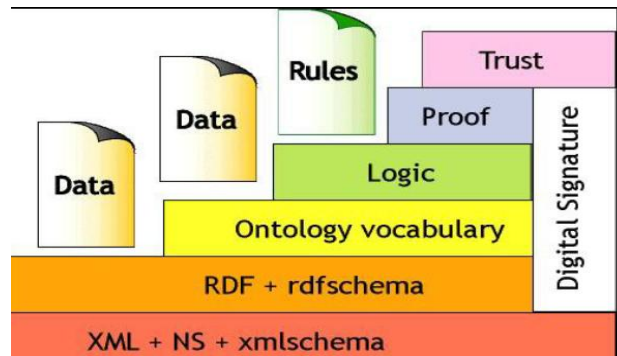 Rules
Trust
Data
Proof
Data
Logic
Ontology vocabulary
Digital Signature
RDF + rdfschema
XML + NS + xmlschema